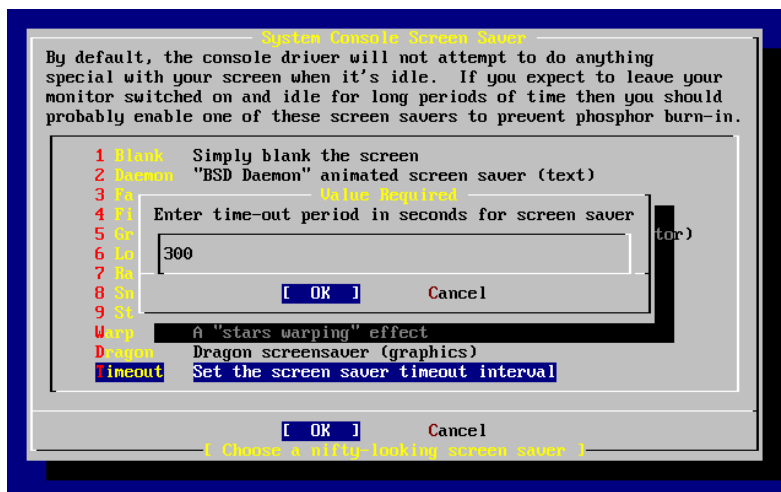 System Console Screen Saver
By default, the console driver will not attempt to do anything
special with your screen when it's idle.  If you expect to leave your
monitor switched on and idle for long periods of time then you should
probably enable one of these screen savers to prevent phosphor burn-in.
1 Blank   Simply blank the screen
2 Daemon  "BSD Daemon" animated screen saver (text)
3 Fa
Value Required
4 Fi
Enter time-out period in seconds for screen saver
5 Gr
tor)
6 Lo
300
7 Ra
8 Sn
[ OK ]     Cancel
9 St
Warp    A "stars warping" effect
Dragon  Dragon screensaver (graphics)
Timeout Set the screen saver timeout interval
[ OK ]     Cancel
[ Choose a nifty-looking screen saver ]